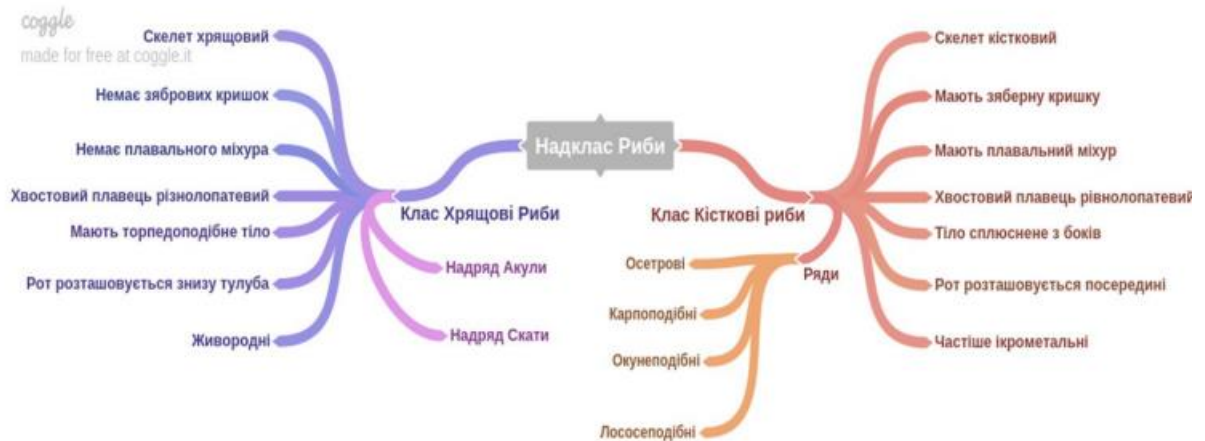 coggle
made for free at coggle.it
Надклас Риби
Клас Хрящові Риби
Скелет хрящовий
Немає зябрових кришок
Немає плавального міхура
Хвостовий плавець різнолопатевий
Мають торпедоподібне тіло
Рот розташовується знизу тулуба
Живородні
Надряд Акули
Надряд Скати
Клас Кісткові риби
Скелет кістковий
Мають зяберну кришку
Мають плавальний міхур
Хвостовий плавець рівнолопатевий
Тіло сплюснене з боків
Рот розташовується посередині
Частіше ікрометальні
Ряди
Осетрові
Карпоподібні
Окунеподібні
Лососеподібні